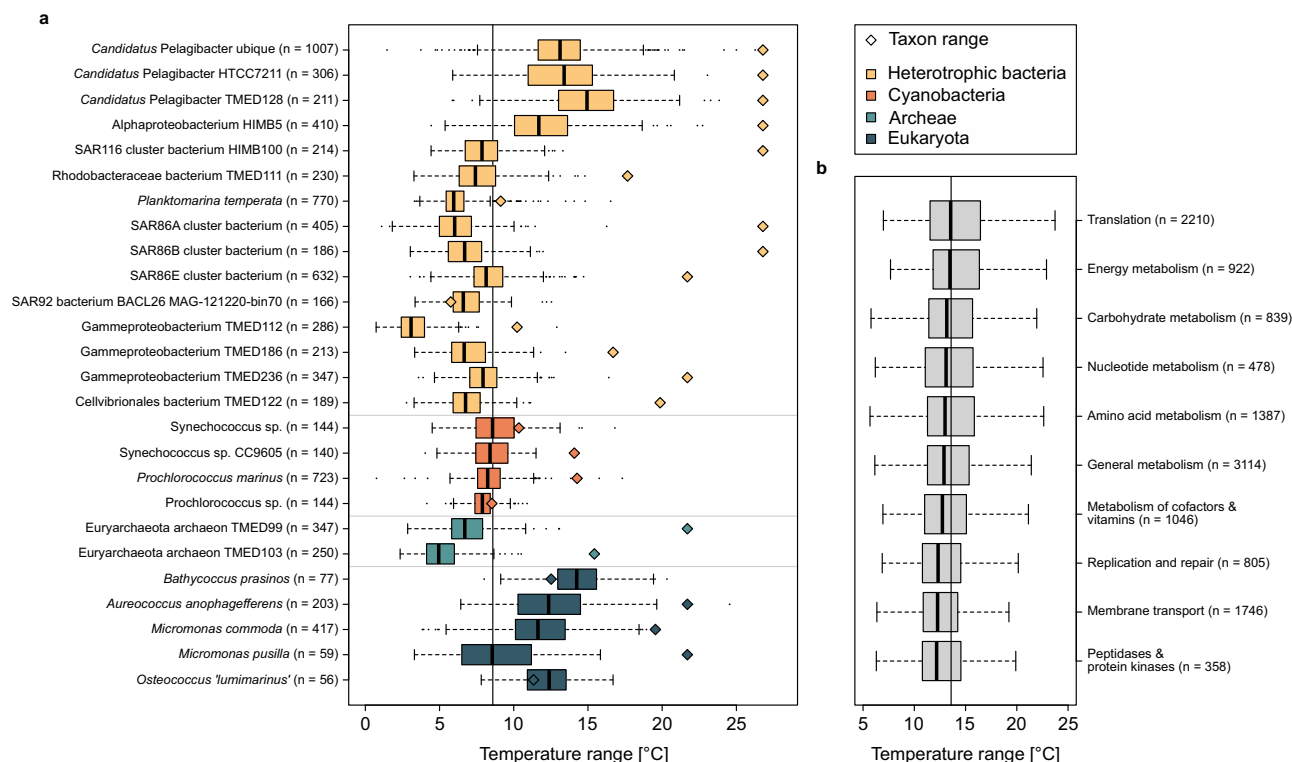 a
Candidatus Pelagibacter ubique (n = 1007)
Candidatus Pelagibacter HTCC7211 (n = 306)
Candidatus Pelagibacter TMED128 (n = 211)
Alphaproteobacterium HIMB5 (n = 410)
SAR116 cluster bacterium HIMB100 (n = 214)
Rhodobacteraceae bacterium TMED111 (n = 230)
Planktomarina temperata (n = 770)
SAR86A cluster bacterium (n = 405)
SAR86B cluster bacterium (n = 186)
SAR86E cluster bacterium (n = 632)
SAR92 bacterium BACL26 MAG-121220-bin70 (n = 166)
Gammeproteobacterium TMED112 (n = 286)
Gammeproteobacterium TMED186 (n = 213)
Gammeproteobacterium TMED236 (n = 347)
Cellvibrionales bacterium TMED122 (n = 189)
Synechococcus sp. (n = 144)
Synechococcus sp. CC9605 (n = 140)
Prochlorococcus marinus (n = 723)
Prochlorococcus sp. (n = 144)
Euryarchaeota archaeon TMED99 (n = 347)
Euryarchaeota archaeon TMED103 (n = 250)
Bathycoccus prasinos (n = 77)
Aureococcus anophagefferens (n = 203)
Micromonas commoda (n = 417)
Micromonas pusilla (n = 59)
Osteococcus 'lumimarinus' (n = 56)
0 5 10 15 20 25
Temperature range [°C]
Taxon range
Heterotrophic bacteria
Cyanobacteria
Archeae
Eukaryota
b
Translation (n = 2210)
Energy metabolism (n = 922)
Carbohydrate metabolism (n = 839)
Nucleotide metabolism (n = 478)
Amino acid metabolism (n = 1387)
General metabolism (n = 3114)
Metabolism of cofactors &
vitamins (n = 1046)
Replication and repair (n = 805)
Membrane transport (n = 1746)
Peptidases &
protein kinases (n = 358)
5 10 15 20 25
Temperature range [°C]